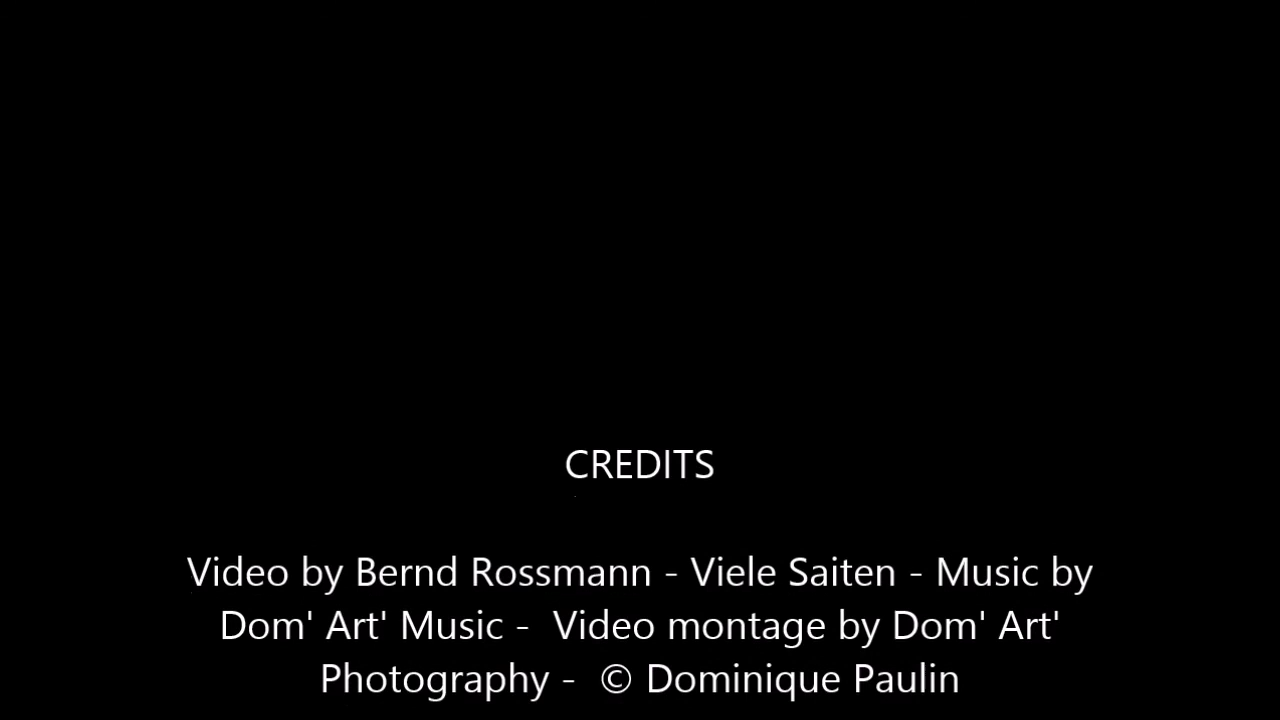 CREDITS
Video by Bernd Rossmann - Viele Saiten - Music by
Dom' Art' Music -  Video montage by Dom' Art'
Photography -  © Dominique Paulin